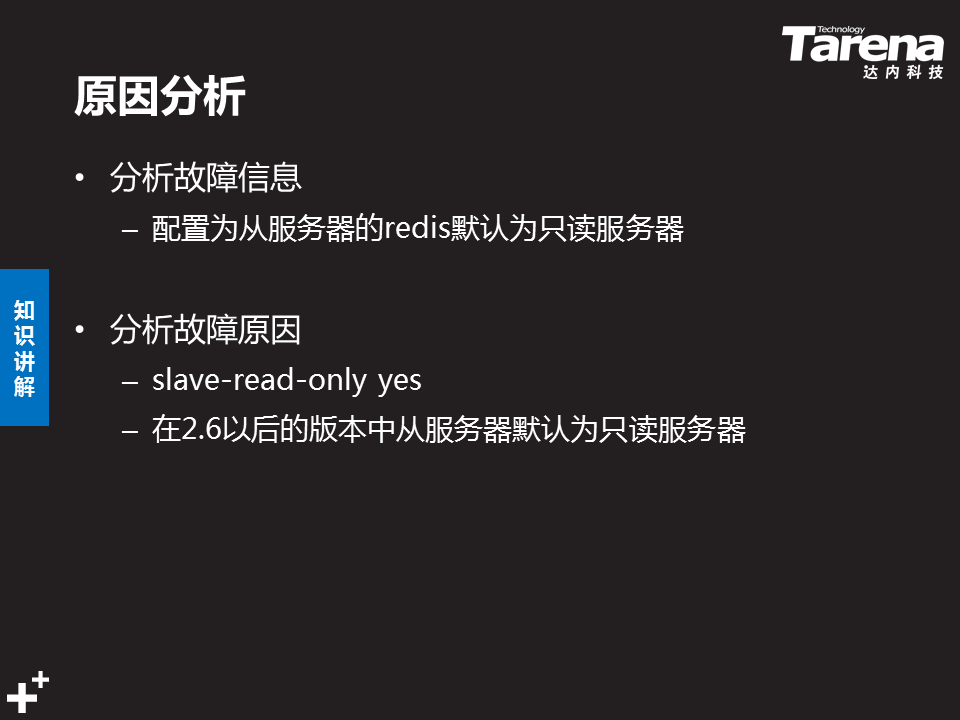 Technology
Tarena
达内科技
原因分析
• 分析故障信息
– 配置为从服务器的redis默认为只读服务器
• 分析故障原因
– slave-read-only yes
– 在2.6以后的版本中从服务器默认为只读服务器
知识讲解